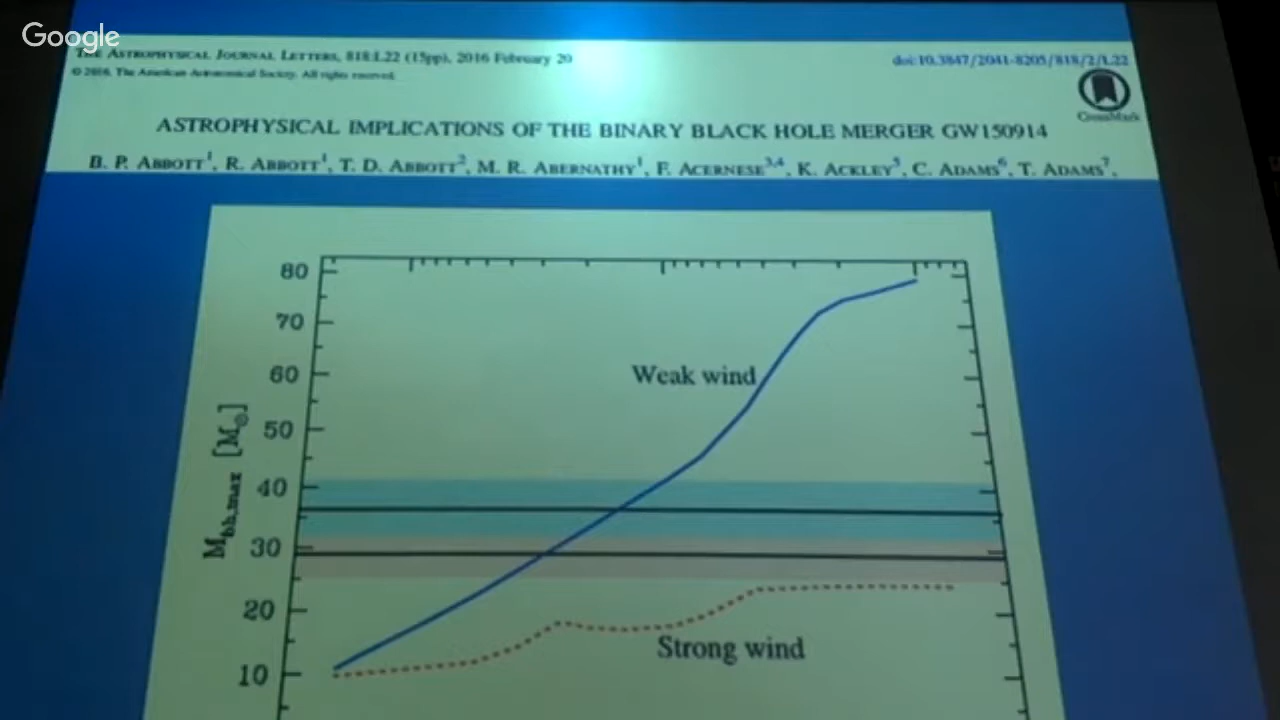 Google
THE ASTROPHYSICAL JOURNAL LETTERS, 818:L22 (15pp), 2016 February 20
© 2016. The American Astronomical Society. All rights reserved.
doi:10.3847/2041-8205/818/2/L22
CrossMark
ASTROPHYSICAL IMPLICATIONS OF THE BINARY BLACK HOLE MERGER GW150914
B. P. ABBOTT¹, R. ABBOTT¹, T. D. ABBOTT², M. R. ABERNATHY¹, F. ACERNESE³,⁴, K. ACKLEY⁵, C. ADAMS⁶, T. ADAMS⁷,
80
70
Weak wind
60
50
M_bh,max [M⊙]
40
30
20
Strong wind
10